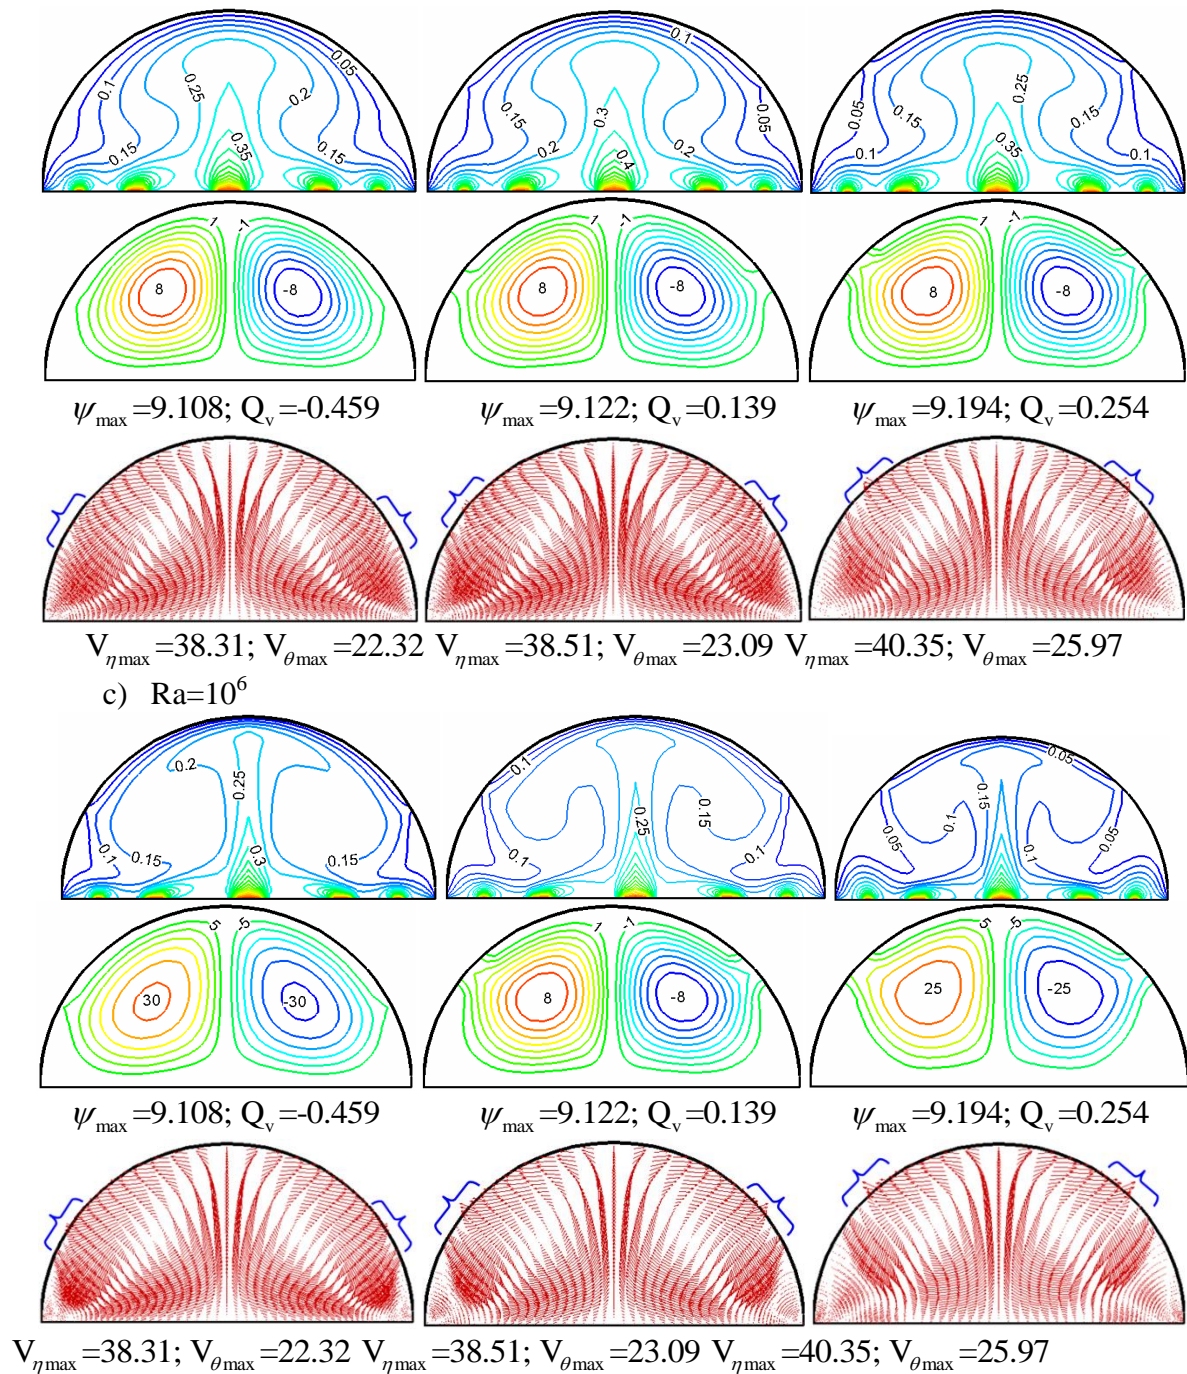 0.1 0.25 0.2 0.05 0.15 0.35 0.15
0.1 0.15 0.3 0.05 0.2 0.4 0.2
0.05 0.15 0.25 0.15 0.1 0.35 0.1
1 -1 8 -8
1 -1 8 -8
1 -1 8 -8
ψmax =9.108; Qv =-0.459 ψmax =9.122; Qv =0.139 ψmax =9.194; Qv =0.254
Vηmax =38.31; Vθmax =22.32 Vηmax =38.51; Vθmax =23.09 Vηmax =40.35; Vθmax =25.97
c) Ra=10⁶
0.2 0.25 0.1 0.15 0.3 0.15
0.1 0.15 0.25 0.1 0.1
0.05 0.15 0.1 0.05 0.1 0.05
5 -5 30 -30
1 -1 8 -8
5 -5 25 -25
ψmax =9.108; Qv =-0.459 ψmax =9.122; Qv =0.139 ψmax =9.194; Qv =0.254
Vηmax =38.31; Vθmax =22.32 Vηmax =38.51; Vθmax =23.09 Vηmax =40.35; Vθmax =25.97